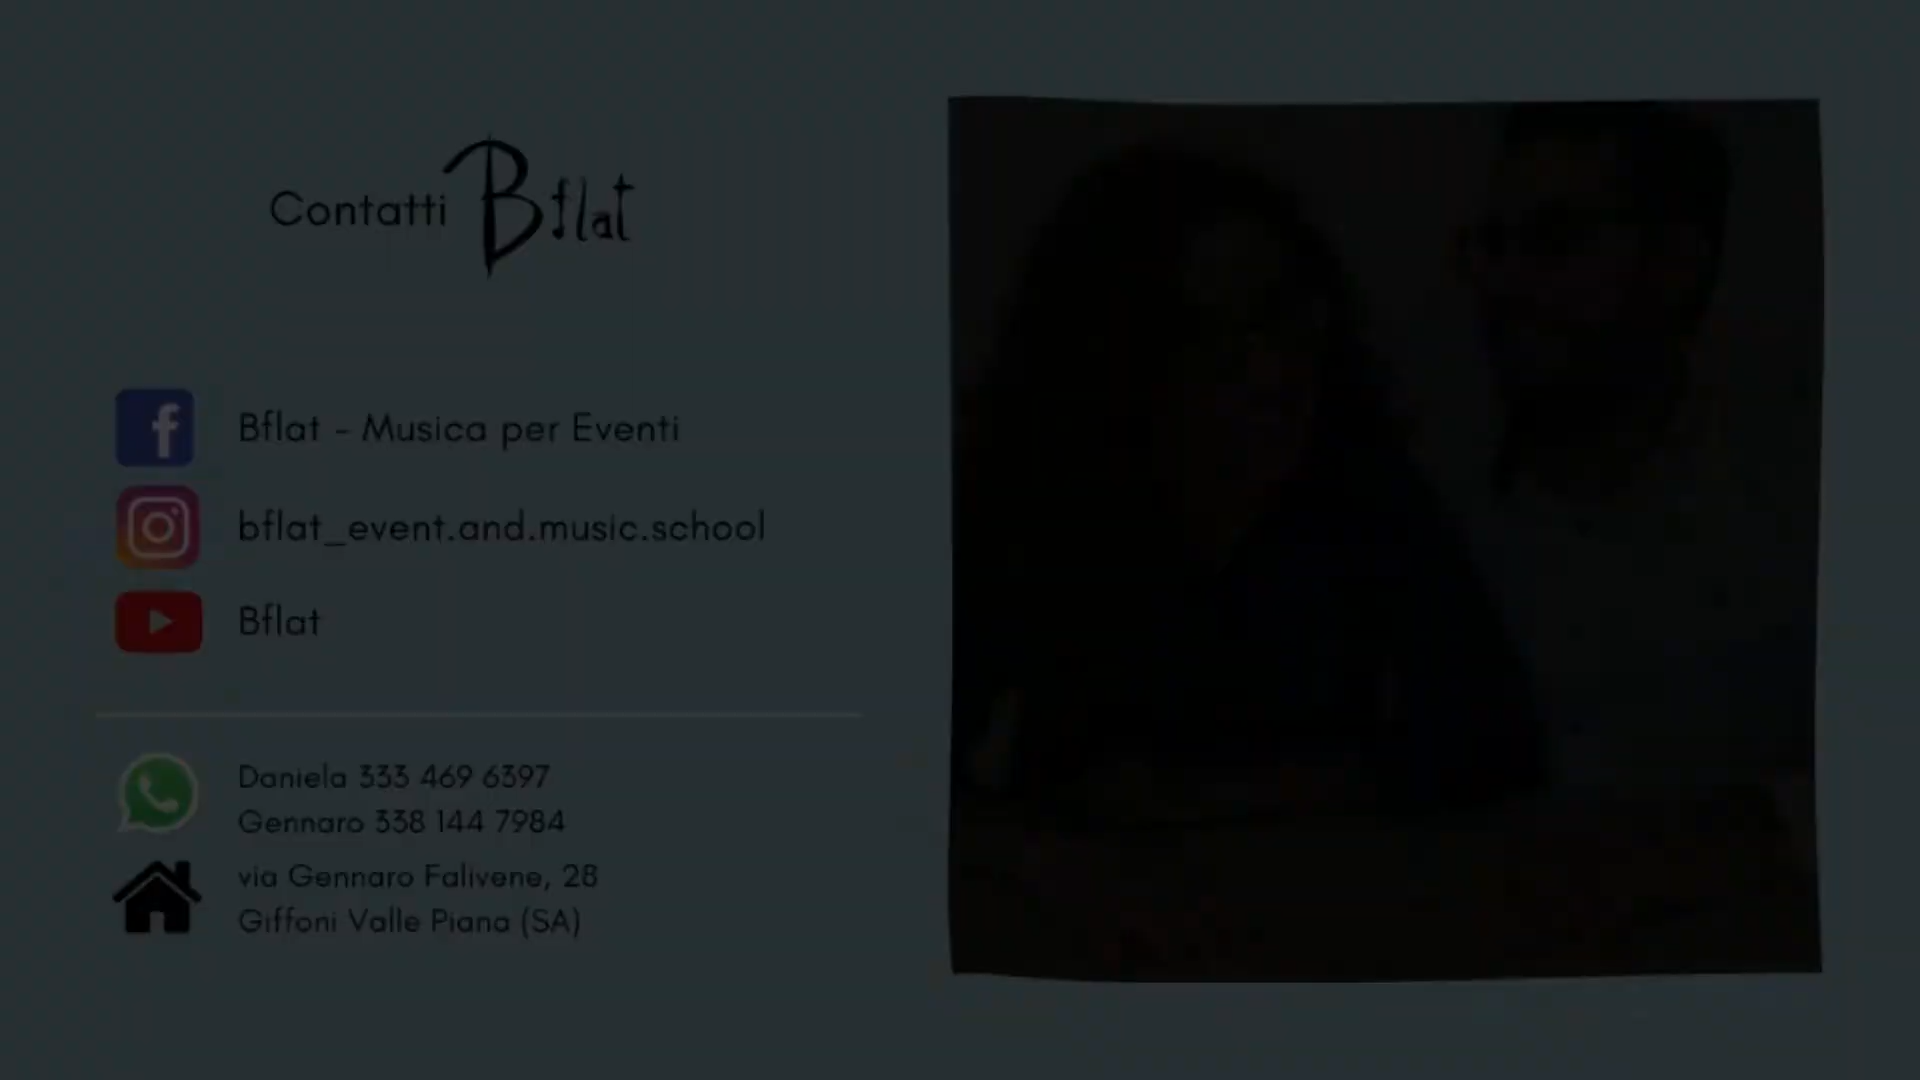 Contatti Bflat
Bflat - Musica per Eventi
bflat_event.and.music.school
Bflat
Daniela 333 469 6397
Gennaro 338 144 7984
via Gennaro Falivene, 28
Giffoni Valle Piana (SA)